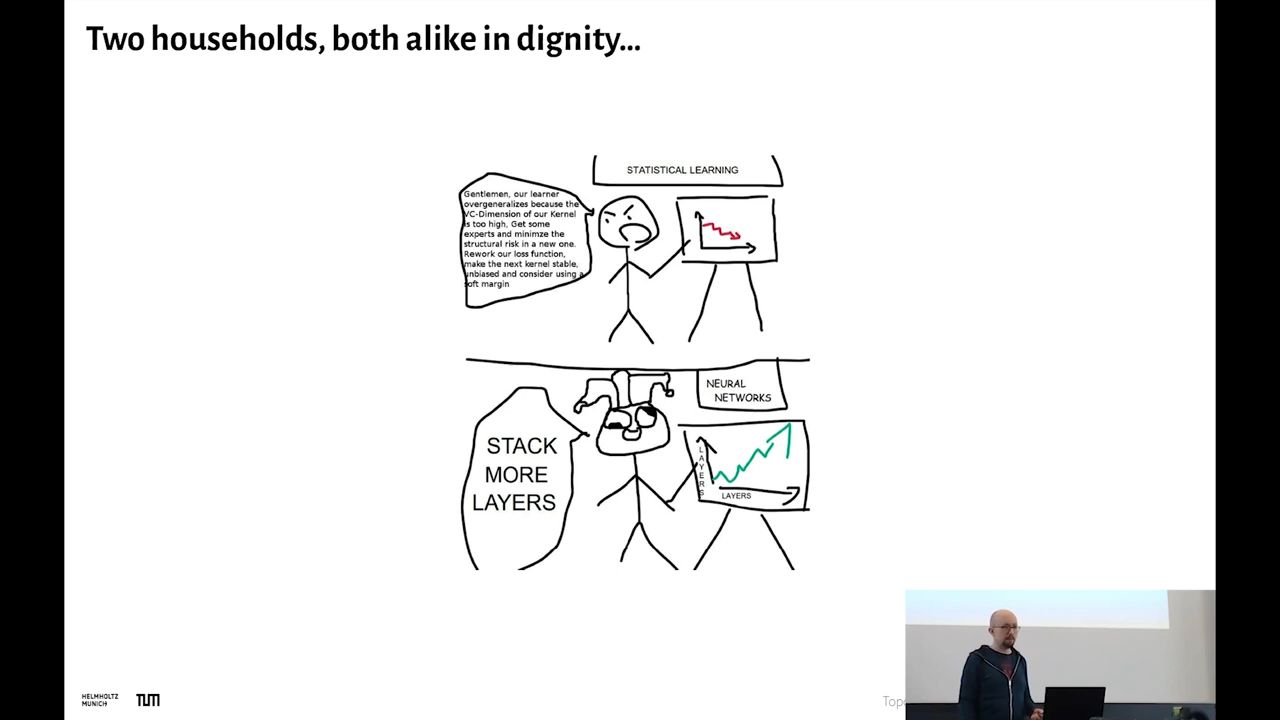 Two households, both alike in dignity...
STATISTICAL LEARNING
Gentlemen, our learner
overgeneralizes because the
VC-Dimension of our Kernel
is too high, Get some
experts and minimze the
structural risk in a new one.
Rework our loss function,
make the next kernel stable,
unbiased and consider using a
soft margin
NEURAL
NETWORKS
STACK
MORE
LAYERS
LAYERS
LAYERS
HELMHOLTZ
MUNICH
TUM